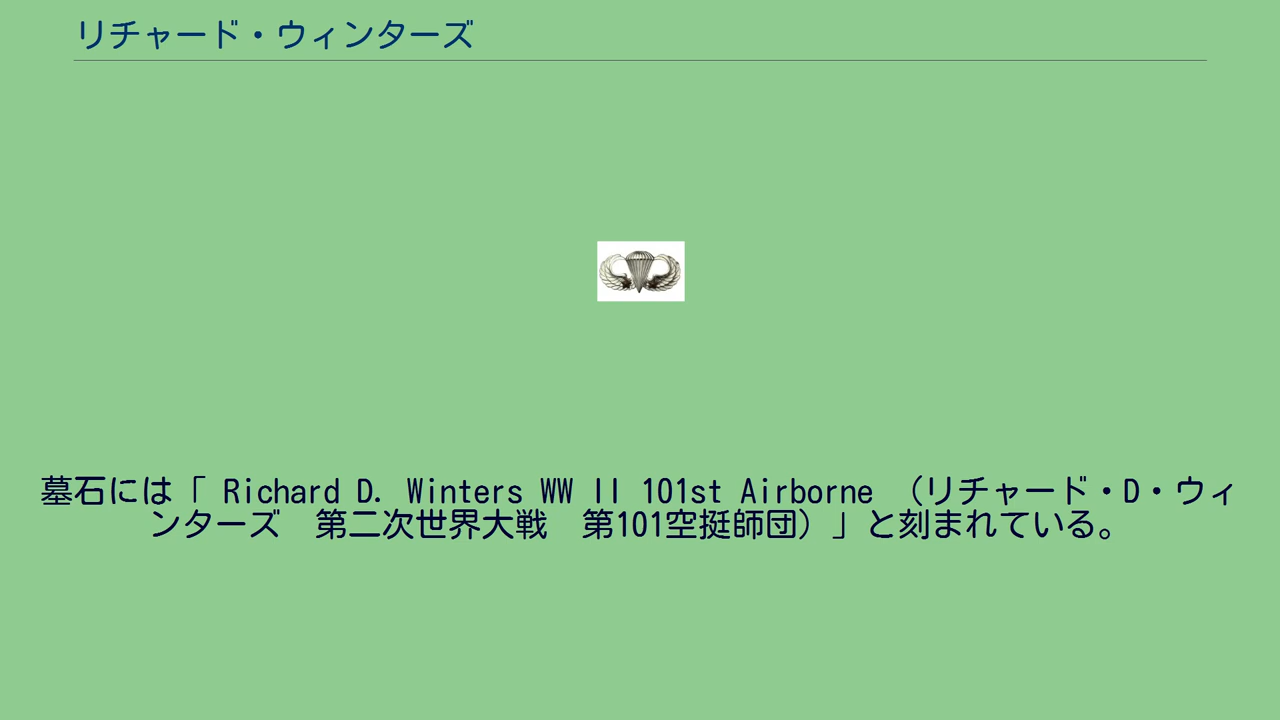 リチャード・ウィンターズ
墓石には「 Richard D. Winters WW II 101st Airborne （リチャード・D・ウィ
ンターズ　第二次世界大戦　第101空挺師団）」と刻まれている。